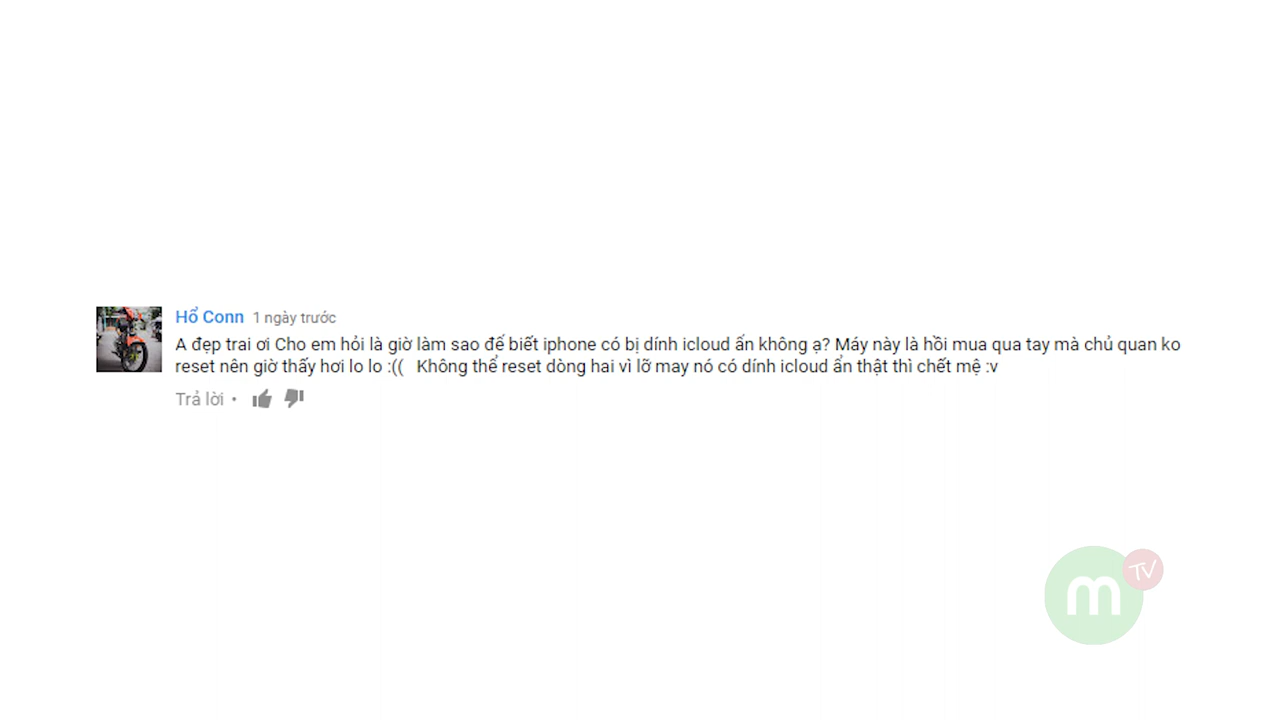 Hổ Conn 1 ngày trước
A đẹp trai ơi Cho em hỏi là giờ làm sao để biết iphone có bị dính icloud ẩn không ạ? Máy này là hồi mua qua tay mà chủ quan ko
reset nên giờ thấy hơi lo lo :(( Không thể reset dòng hai vì lỡ may nó có dính icloud ẩn thật thì chết mệ :v
Trả lời •
m TV